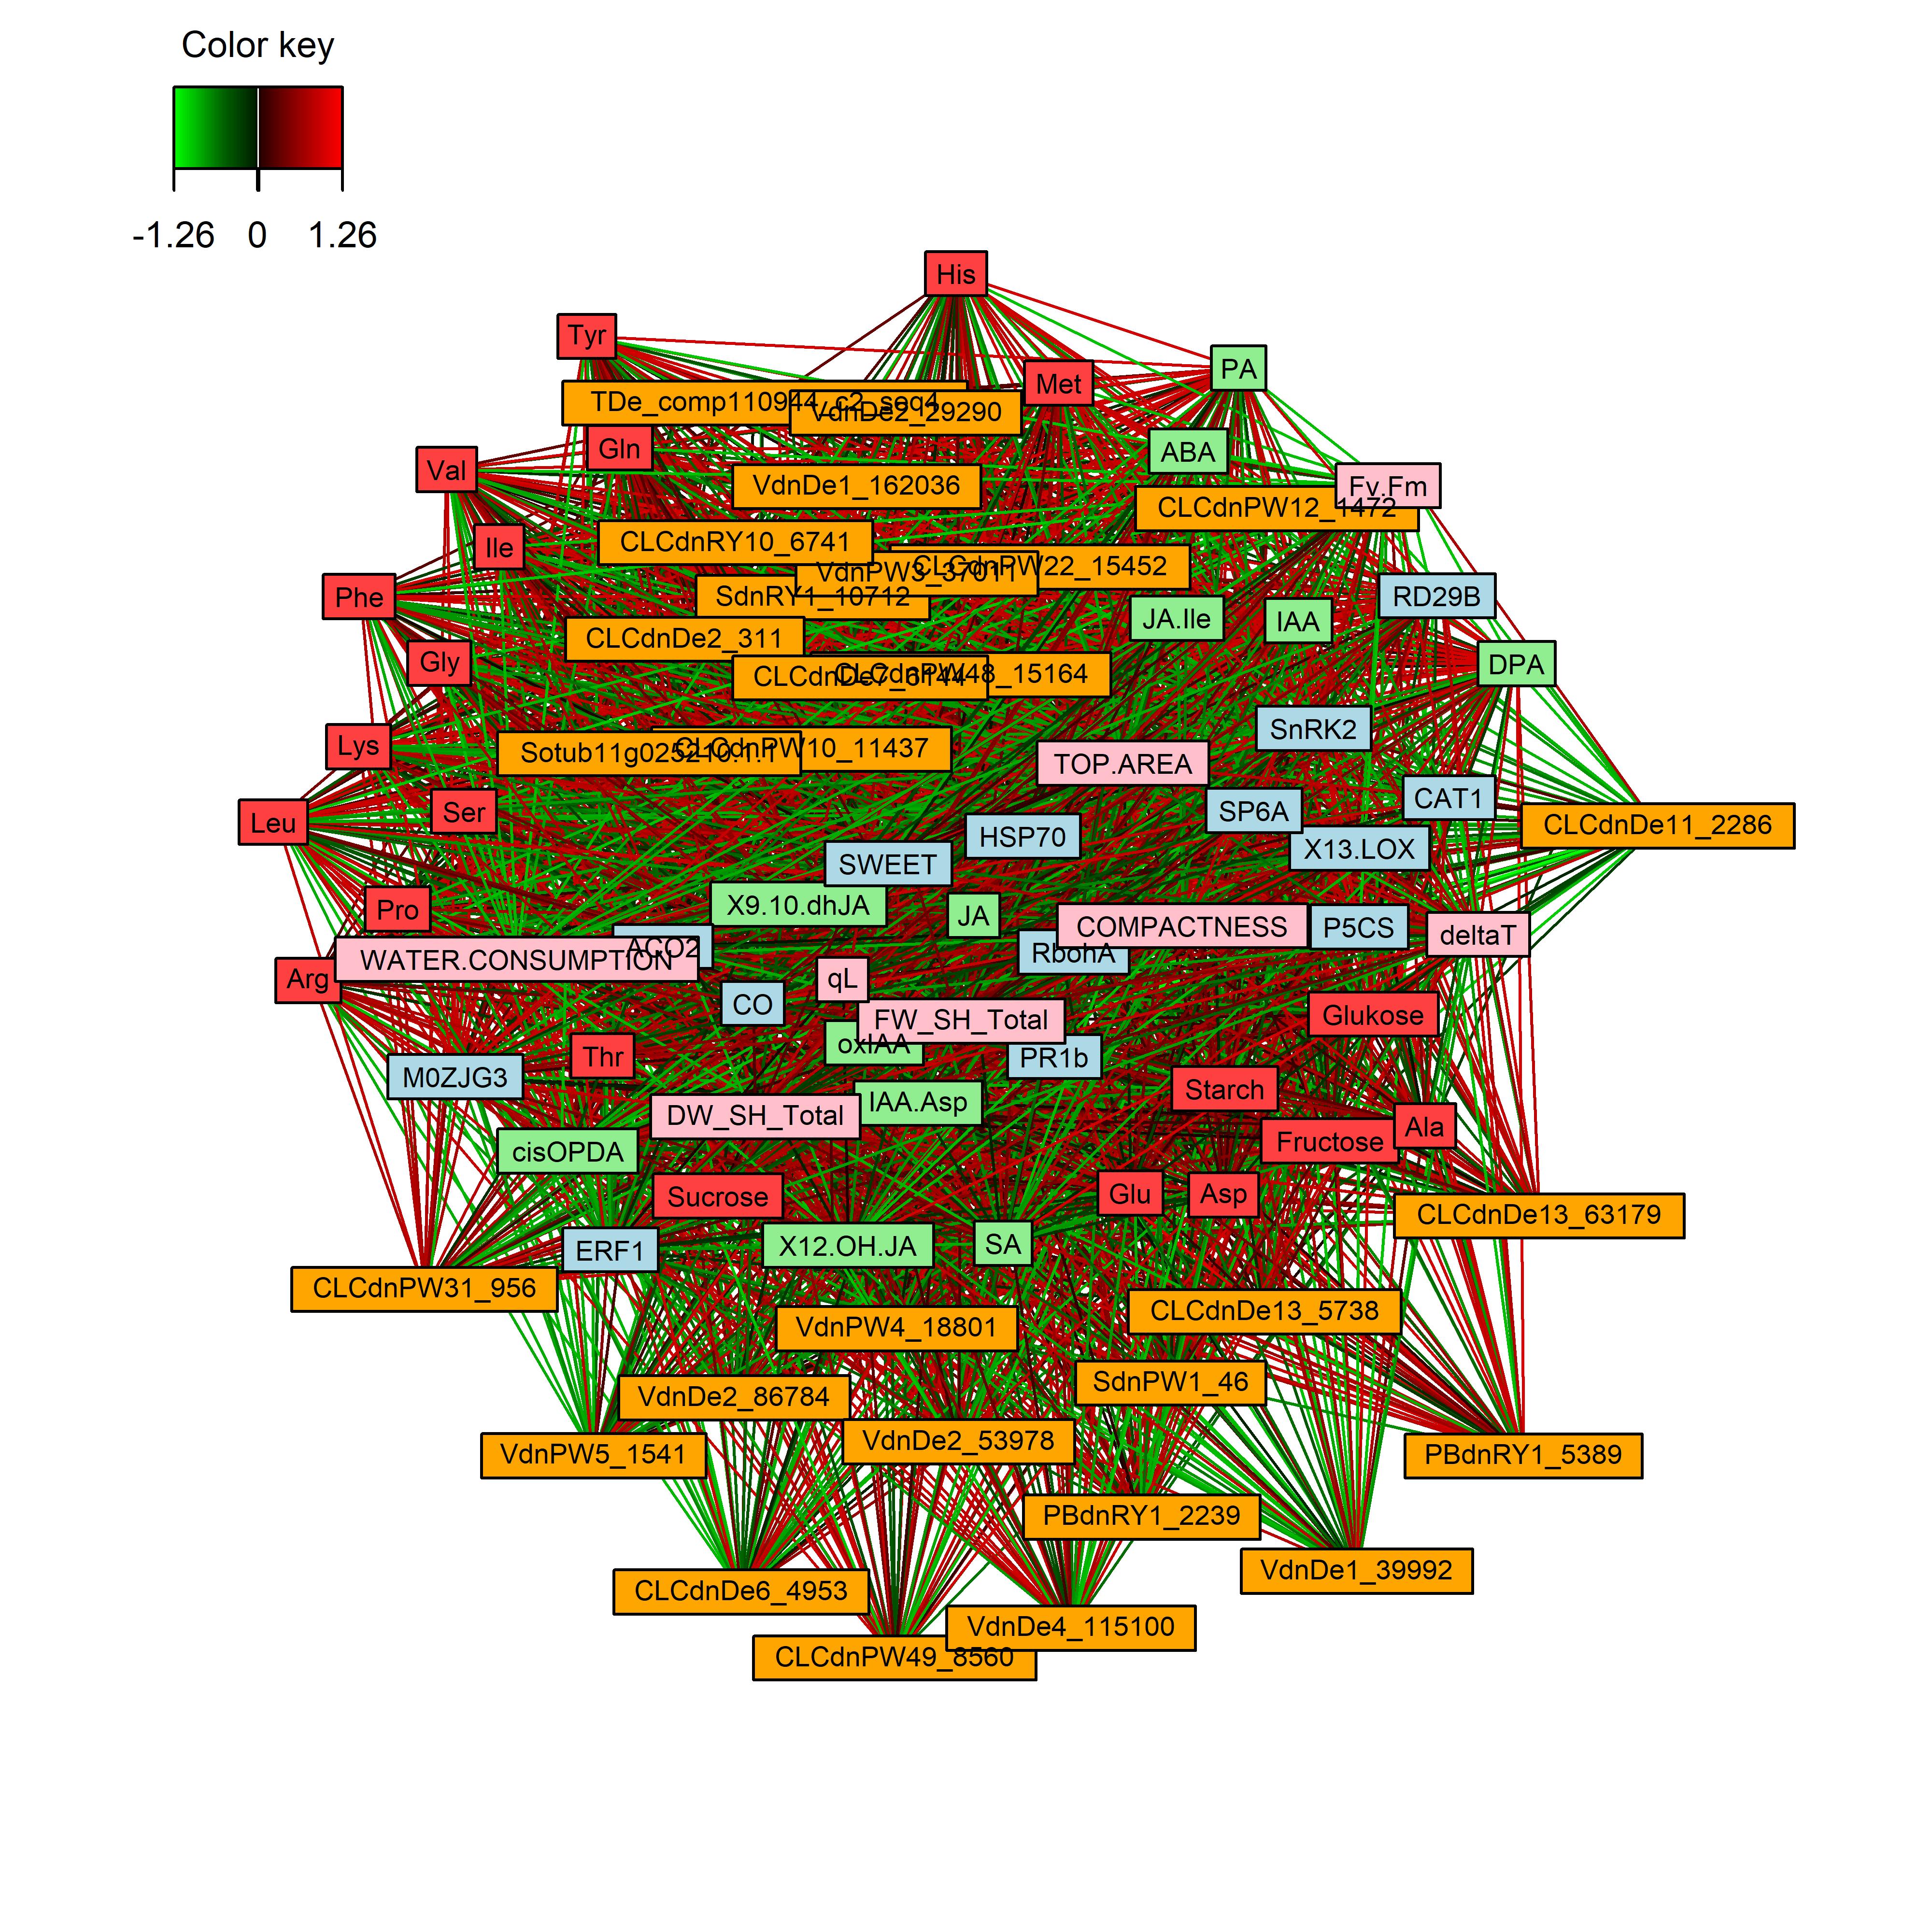 Color key
-1.26 0 1.26
His
Tyr
PA
Met
TDe_comp110944_c2_seq4
VdnDe2_29290
Gln
ABA
Val
VdnDe1_162036
Fv.Fm
CLCdnPW12_1472
Ile
CLCdnRY10_6741
CLCdnPW22_15452
VdnPW3_37011
Phe
SdnRY1_10712
RD29B
JA.Ile
IAA
CLCdnDe2_311
Gly
DPA
CLCdnDe7_6144
CLCdnPW48_15164
SnRK2
Lys
Sotub11g025210.1.1
CLCdnPW10_11437
TOP.AREA
CAT1
Ser
SP6A
Leu
CLCdnDe11_2286
HSP70
X13.LOX
SWEET
Pro
X9.10.dhJA
JA
COMPACTNESS
P5CS
deltaT
ACO2
RbohA
WATER.CONSUMPTION
Arg
qL
CO
Glukose
FW_SH_Total
oxIAA
Thr
PR1b
M0ZJG3
Starch
IAA.Asp
DW_SH_Total
Ala
Fructose
cisOPDA
Sucrose
Glu
Asp
CLCdnDe13_63179
ERF1
X12.OH.JA
SA
CLCdnPW31_956
CLCdnDe13_5738
VdnPW4_18801
SdnPW1_46
VdnDe2_86784
VdnDe2_53978
VdnPW5_1541
PBdnRY1_5389
PBdnRY1_2239
VdnDe1_39992
CLCdnDe6_4953
VdnDe4_115100
CLCdnPW49_8560